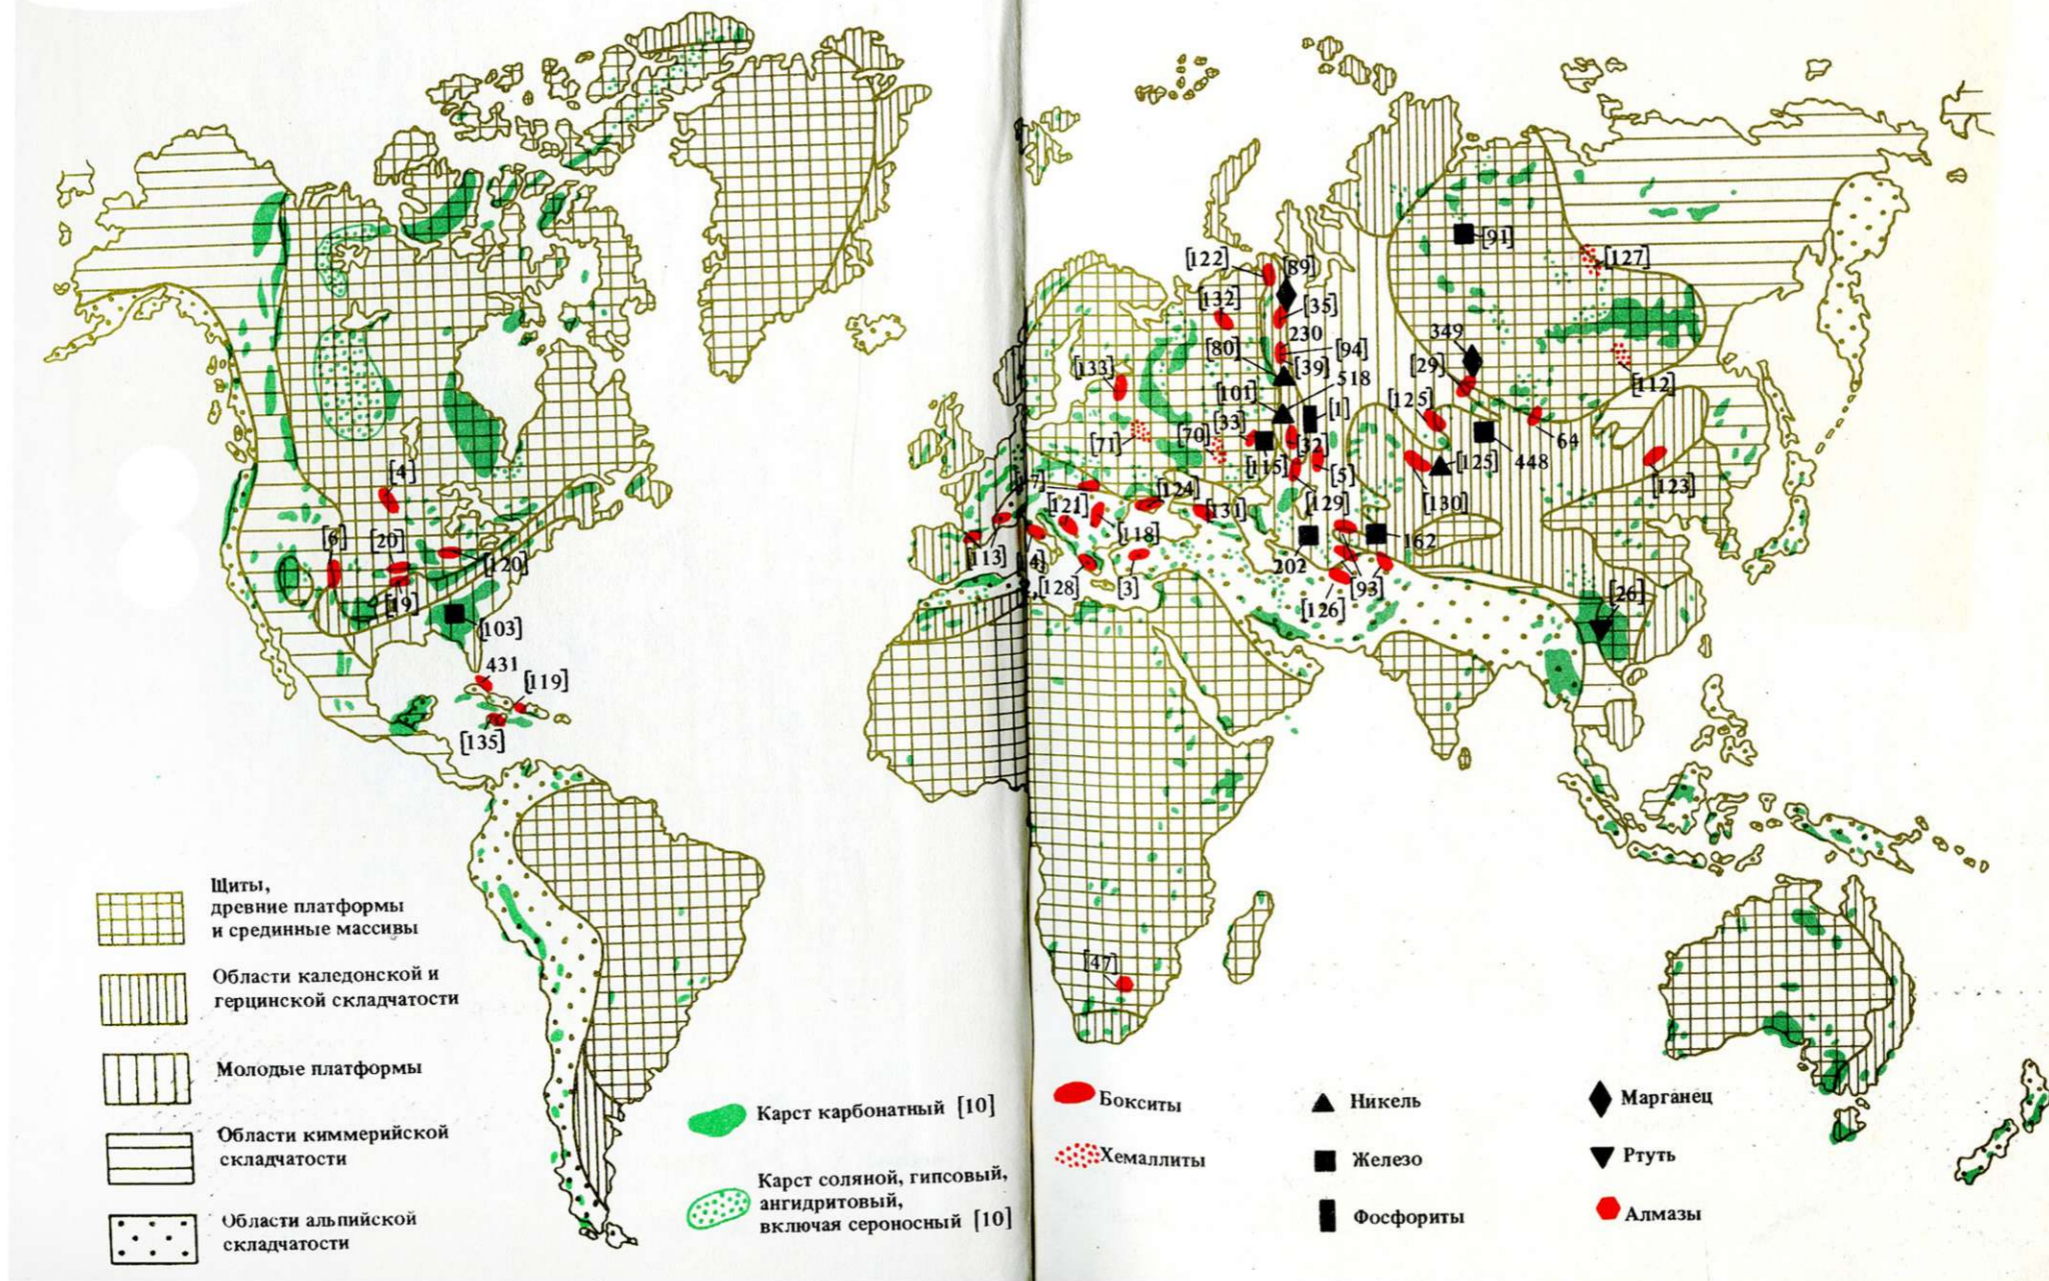 [122]
[89]
[91]
[127]
[132]
[35]
230
349
[80]
[94]
[39]
[29]
[133]
518
[112]
[101]
[1]
[125]
[33]
[71]
[70]
[32]
64
[4]
[115]
[5]
[125]
448
[123]
[124]
[129]
[130]
[121]
[131]
[6]
[20]
[118]
162
[120]
[113]
202
[128]
[3]
[93]
[26]
[19]
[126]
[103]
431
[119]
[135]
[47]
Щиты,
древние платформы
и срединные массивы
Области каледонской и
герцинской складчатости
Молодые платформы
Области киммерийской
складчатости
Области альпийской
складчатости
Карст карбонатный [10]
Карст соляной, гипсовый,
ангидритовый,
включая сероносный [10]
Бокситы
Хемаллиты
Никель
Железо
Фосфориты
Марганец
Ртуть
Алмазы